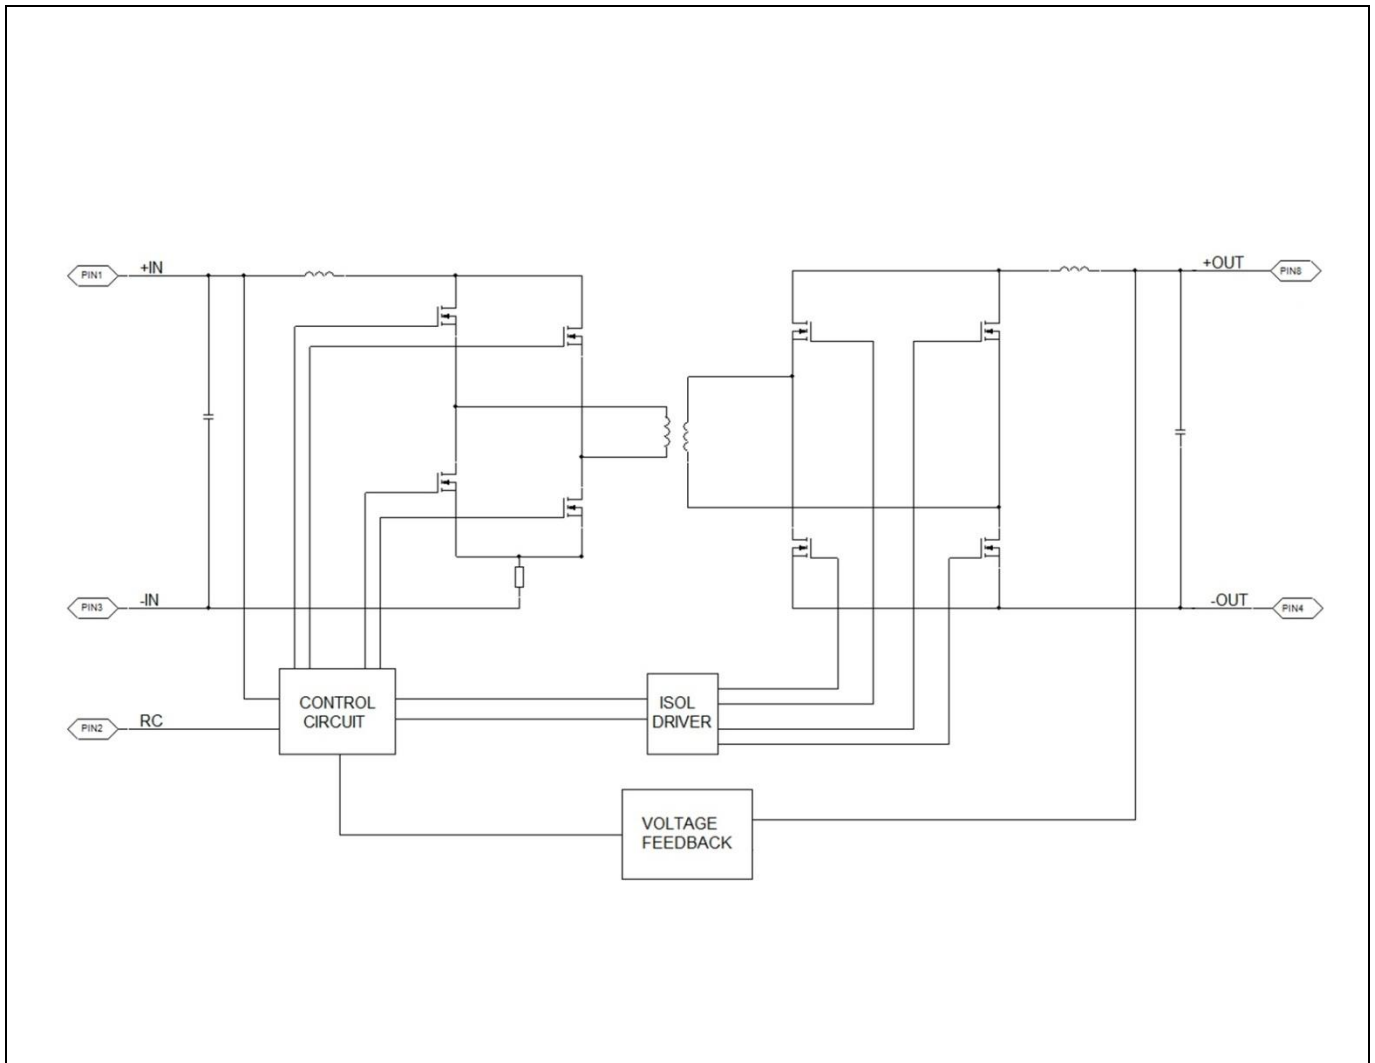 +OUT
+IN
PIN1
PIN8
-IN
-OUT
PIN3
PIN4
CONTROL
CIRCUIT
ISOL
DRIVER
RC
PIN2
VOLTAGE
FEEDBACK